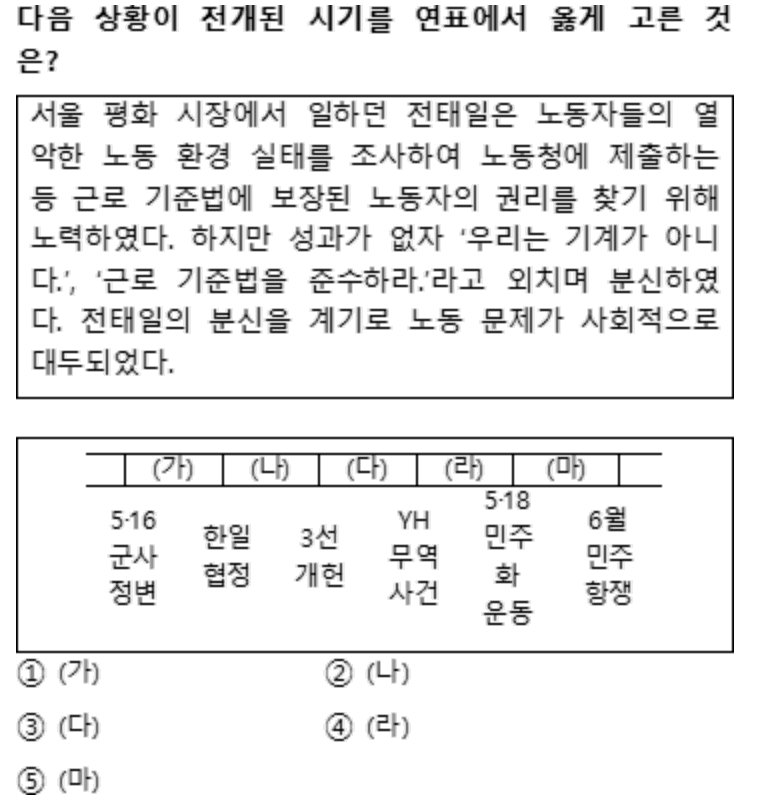 다음 상황이 전개된 시기를 연표에서 옳게 고른 것
은?
서울 평화 시장에서 일하던 전태일은 노동자들의 열
악한 노동 환경 실태를 조사하여 노동청에 제출하는
등 근로 기준법에 보장된 노동자의 권리를 찾기 위해
노력하였다. 하지만 성과가 없자 ‘우리는 기계가 아니
다.’, ‘근로 기준법을 준수하라.’라고 외치며 분신하였
다. 전태일의 분신을 계기로 노동 문제가 사회적으로
대두되었다.
(가) (나) (다) (라) (마)
5·16
군사
정변
한일
협정
3선
개헌
YH
무역
사건
5·18
민주
화
운동
6월
민주
항쟁
① (가) ② (나)
③ (다) ④ (라)
⑤ (마)